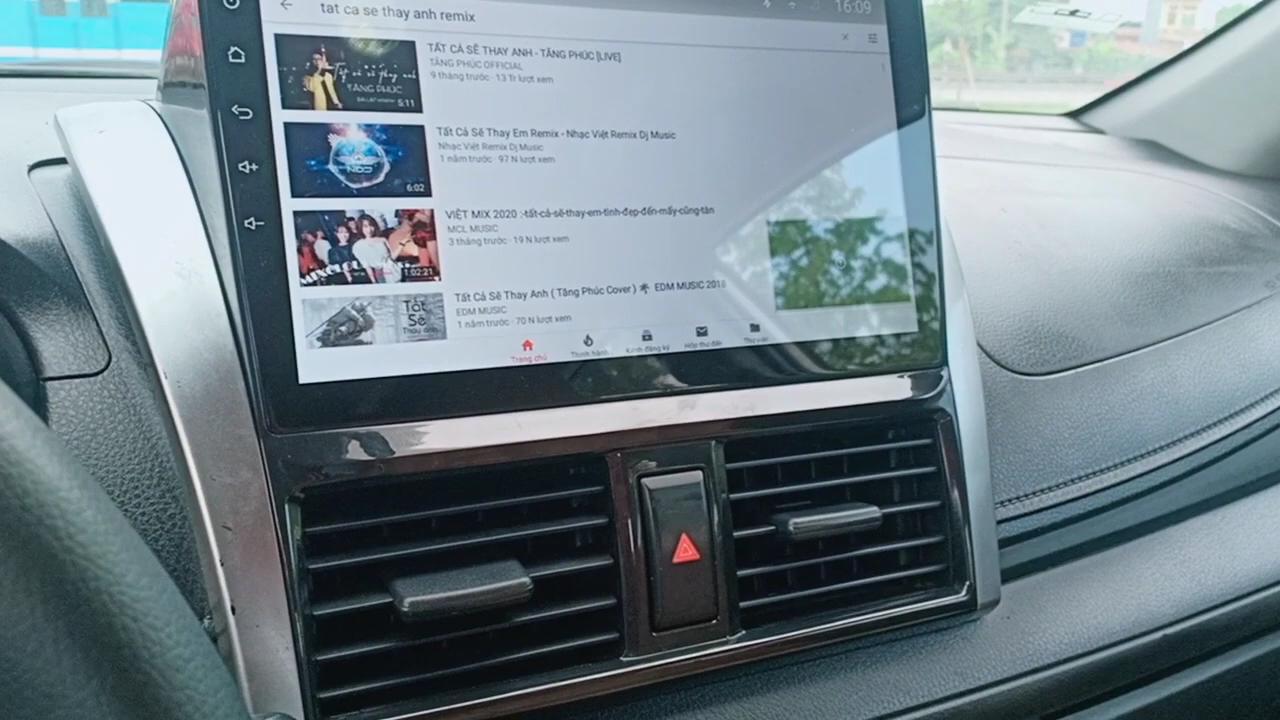 tat ca se thay anh remix
16:09
TẤT CẢ SẼ THAY ANH - TĂNG PHÚC [LIVE]
TĂNG PHÚC OFFICIAL
9 tháng trước · 13 Tr lượt xem
TĂNG PHÚC
5:11
Tất Cả Sẽ Thay Em Remix - Nhạc Việt Remix Dj Music
Nhạc Việt Remix Dj Music
1 năm trước · 97 N lượt xem
6:02
VIỆT MIX 2020 :-tất-cả-sẽ-thay-em-tình-đẹp-đến-mấy-cũng-tàn
MCL MUSIC
3 tháng trước · 19 N lượt xem
1:02:21
Tất Cả Sẽ Thay Anh ( Tăng Phúc Cover ) EDM MUSIC 2018
EDM MUSIC
1 năm trước · 70 N lượt xem
Tất
Sẽ
Thay anh
Trang chủ
Thịnh hành
Kênh đăng ký
Hộp thư đến
Thư viện